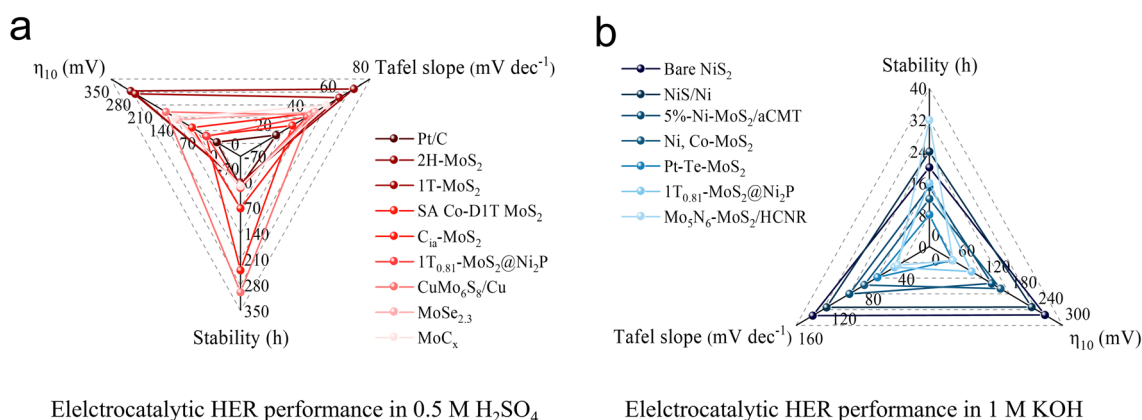 a
η₁₀ (mV)
Tafel slope (mV dec⁻¹)
80
60
40
20
0
-70
350
280
210
140
70
0
-70
0
70
140
210
280
350
Stability (h)
Pt/C
2H-MoS₂
1T-MoS₂
SA Co-D1T MoS₂
Cᵢₐ-MoS₂
1T₀.₈₁-MoS₂@Ni₂P
CuMo₆S₈/Cu
MoSe₂.₃
MoCₓ
Elelctrocatalytic HER performance in 0.5 M H₂SO₄
b
Bare NiS₂
NiS/Ni
5%-Ni-MoS₂/aCMT
Ni, Co-MoS₂
Pt-Te-MoS₂
1T₀.₈₁-MoS₂@Ni₂P
Mo₅N₆-MoS₂/HCNR
Stability (h)
40
32
24
16
8
0
0
60
120
180
240
300
η₁₀ (mV)
0
40
80
120
160
Tafel slope (mV dec⁻¹)
Elelctrocatalytic HER performance in 1 M KOH